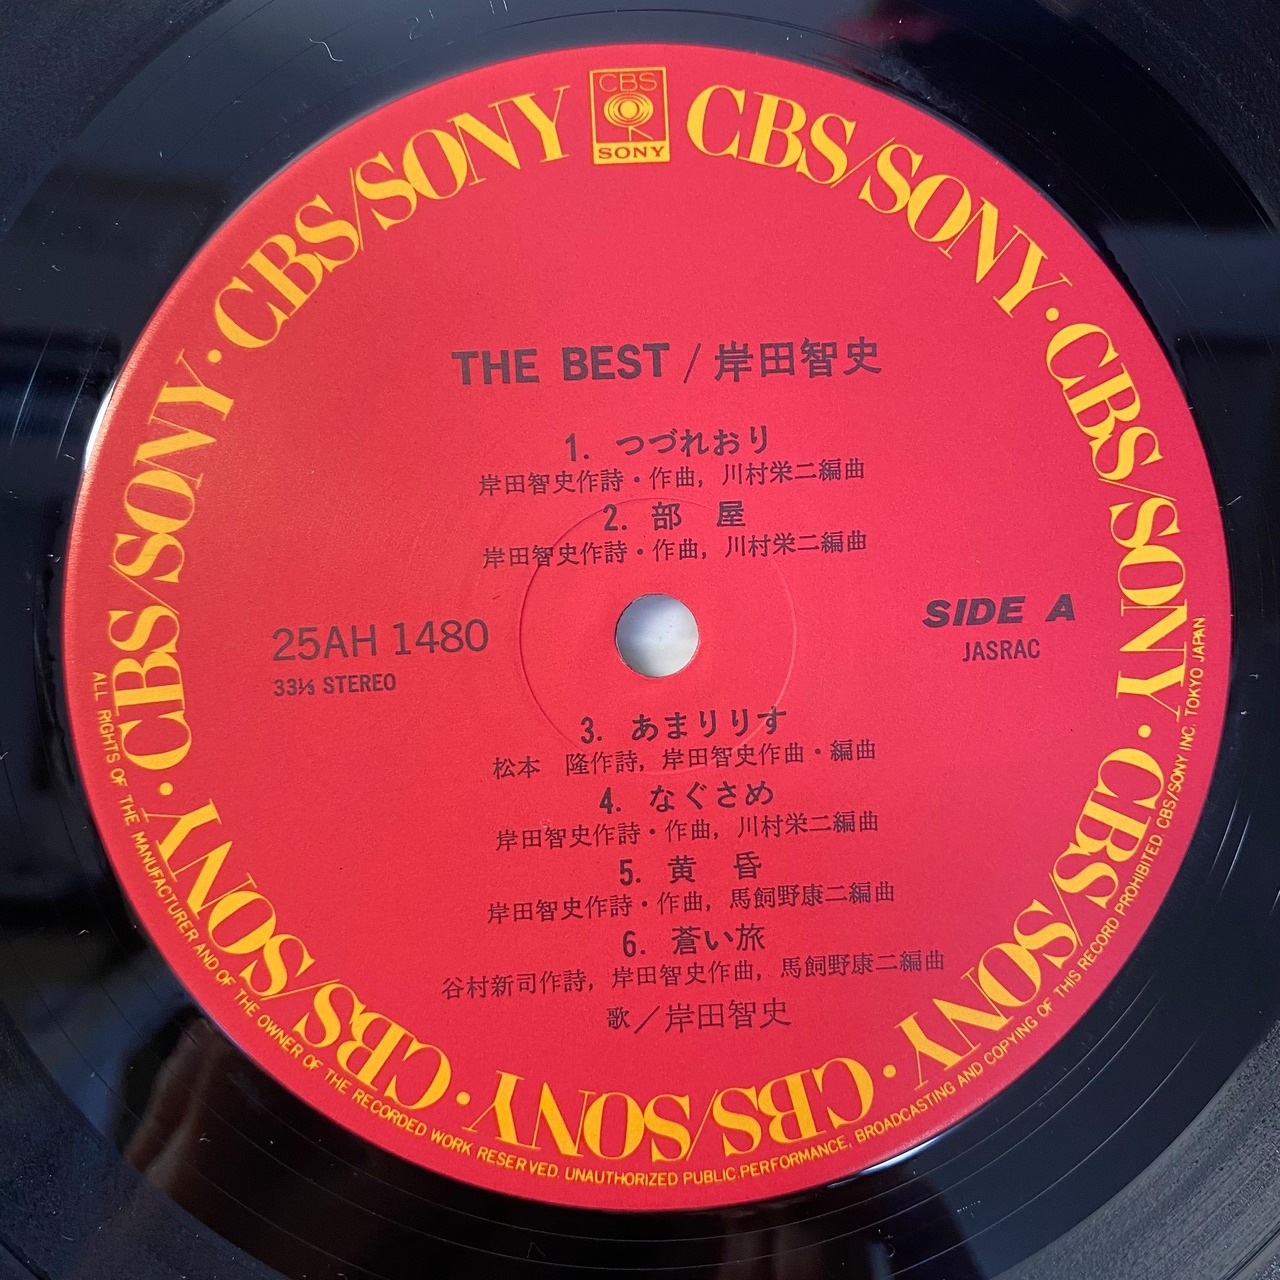 CBS
SONY
CBS/SONY · CBS/SONY · CBS/SONY · CBS/SONY · CBS/SONY · CBS/SONY · CBS/SONY · CBS/SONY
THE BEST / 岸田智史
1. つづれおり
岸田智史作詩・作曲, 川村栄二編曲
2. 部　屋
岸田智史作詩・作曲, 川村栄二編曲
25AH 1480
33⅓ STEREO
SIDE A
JASRAC
3. あまりりす
松本　隆作詩, 岸田智史作曲・編曲
4. なぐさめ
岸田智史作詩・作曲, 川村栄二編曲
5. 黄　昏
岸田智史作詩・作曲, 馬飼野康二編曲
6. 蒼い旅
谷村新司作詩, 岸田智史作曲, 馬飼野康二編曲
歌／岸田智史
ALL RIGHTS OF THE MANUFACTURER AND OF THE OWNER OF THE RECORDED WORK RESERVED. UNAUTHORIZED PUBLIC PERFORMANCE, BROADCASTING AND COPYING OF THIS RECORD PROHIBITED. CBS/SONY INC. TOKYO JAPAN